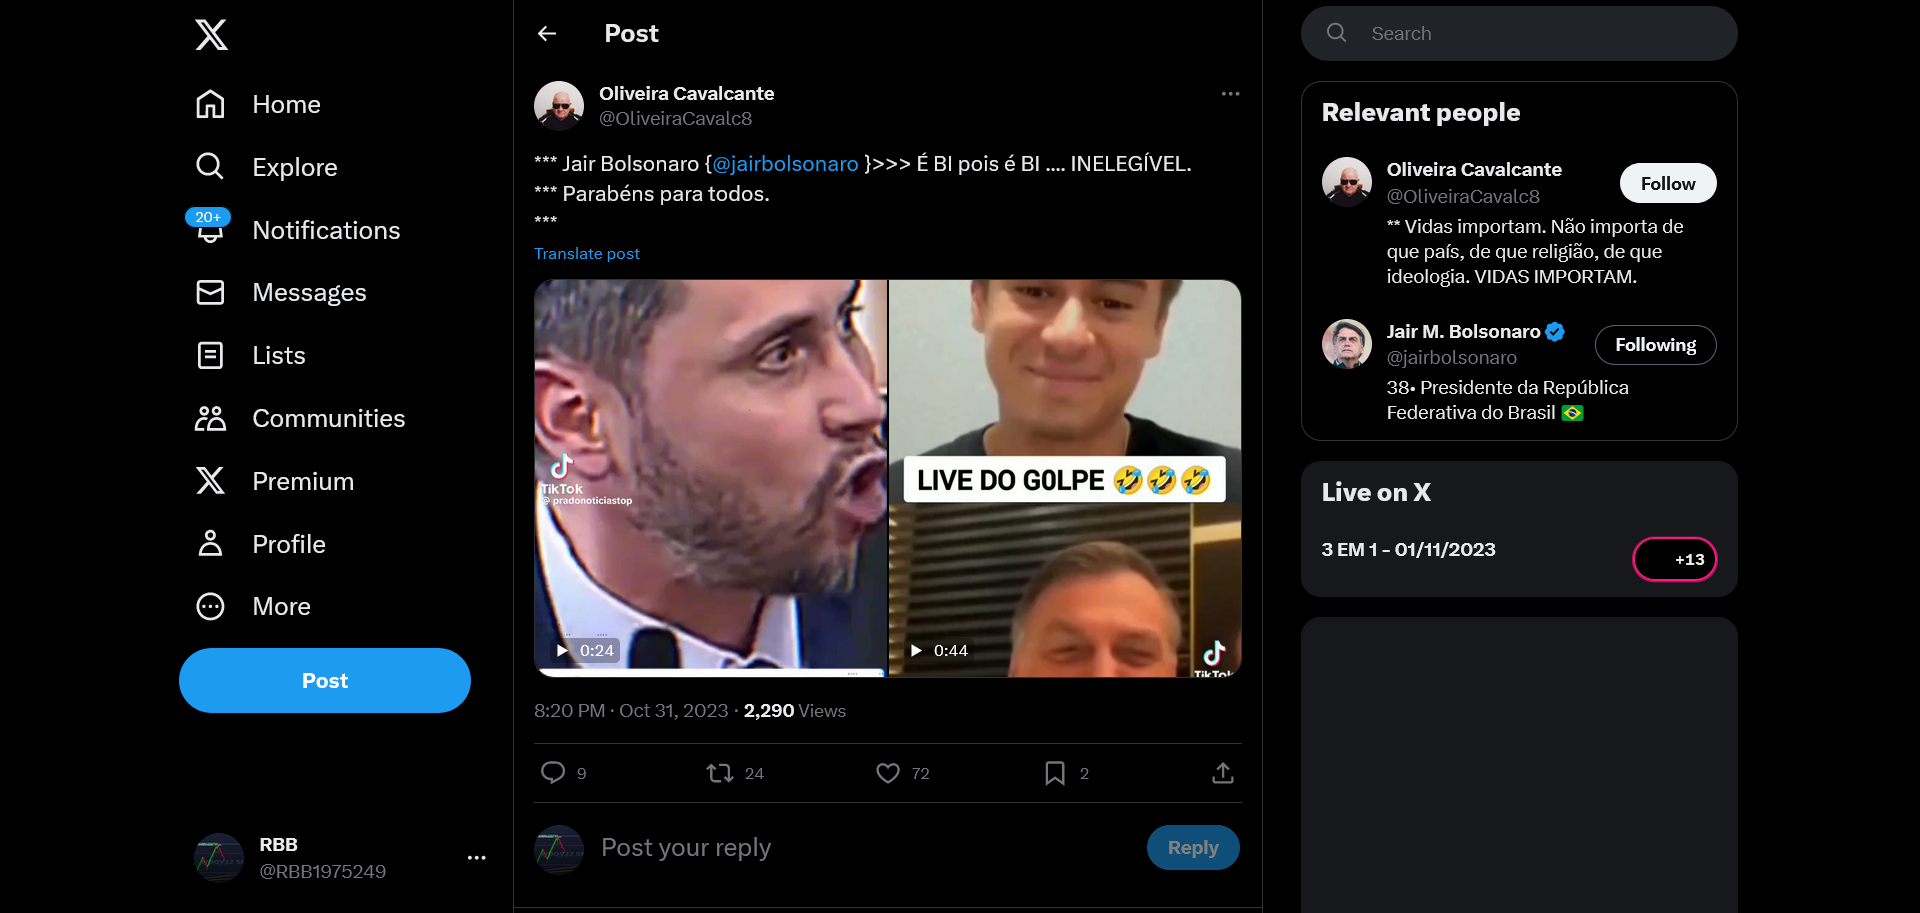 Home
Explore
20+
Notifications
Messages
Lists
Communities
Premium
Profile
More
Post
RBB
@RBB1975249
Post
Oliveira Cavalcante
@OliveiraCavalc8
*** Jair Bolsonaro {@jairbolsonaro }>>> É BI pois é BI .... INELEGÍVEL.
*** Parabéns para todos.
***
Translate post
TikTok
@ pradonoticiastop
0:24
LIVE DO G0LPE 🤣🤣🤣
0:44
TikTok
8:20 PM · Oct 31, 2023 · 2,290 Views
9
24
72
2
Post your reply
Reply
Search
Relevant people
Oliveira Cavalcante
@OliveiraCavalc8
Follow
** Vidas importam. Não importa de
que país, de que religião, de que
ideologia. VIDAS IMPORTAM.
Jair M. Bolsonaro
@jairbolsonaro
Following
38• Presidente da República
Federativa do Brasil 🇧🇷
Live on X
3 EM 1 - 01/11/2023
+13